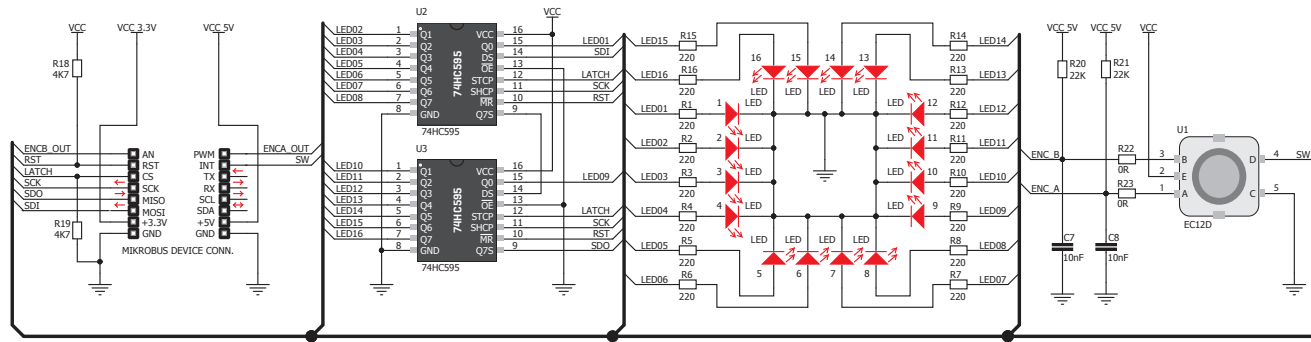 VCC
VCC 3.3V
VCC 5V
R18
4K7
ENCB_OUT
RST
LATCH
SCK
SDO
SDI
R19
4K7
AN
RST
CS
SCK
MISO
MOSI
+3.3V
GND
PWM
INT
TX
RX
SCL
SDA
+5V
GND
ENCA_OUT
SW
MIKROBUS DEVICE CONN.
U2
VCC
LED02
LED03
LED04
LED05
LED06
LED07
LED08
1
2
3
4
5
6
7
8
Q1
Q2
Q3
Q4
Q5
Q6
Q7
GND
74HC595
VCC
Q0
DS
OE
STCP
SHCP
MR
Q7S
16
15
14
13
12
11
10
9
LED01
SDI
LATCH
SCK
RST
74HC595
U3
LED10
LED11
LED12
LED13
LED14
LED15
LED16
1
2
3
4
5
6
7
8
Q1
Q2
Q3
Q4
Q5
Q6
Q7
GND
74HC595
VCC
Q0
DS
OE
STCP
SHCP
MR
Q7S
16
15
14
13
12
11
10
9
LED09
LATCH
SCK
RST
SDO
74HC595
LED15
R15
220
LED16
R16
220
LED01
R1
220
LED02
R2
220
LED03
R3
220
LED04
R4
220
LED05
R5
220
LED06
R6
220
16
15
14
13
LED
LED
LED
LED
1
LED
2
LED
3
LED
4
LED
LED
12
LED
11
LED
10
LED
9
LED
LED
LED
LED
5
6
7
8
R14
LED14
220
R13
LED13
220
R12
LED12
220
R11
LED11
220
R10
LED10
220
R9
LED09
220
R8
LED08
220
R7
LED07
220
VCC 5V
VCC 5V
VCC
R20
22K
R21
22K
U1
ENC_B
R22
0R
3
B
2
E
ENC_A
R23
0R
1
A
D
4
SW
C
5
EC12D
C7
10nF
C8
10nF